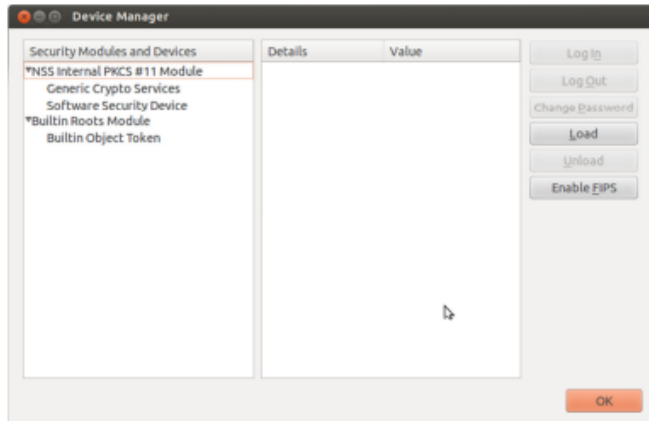 Device Manager
Security Modules and Devices
Details Value
NSS Internal PKCS #11 Module
Generic Crypto Services
Software Security Device
Builtin Roots Module
Builtin Object Token
Log In
Log Out
Change Password
Load
Unload
Enable FIPS
OK